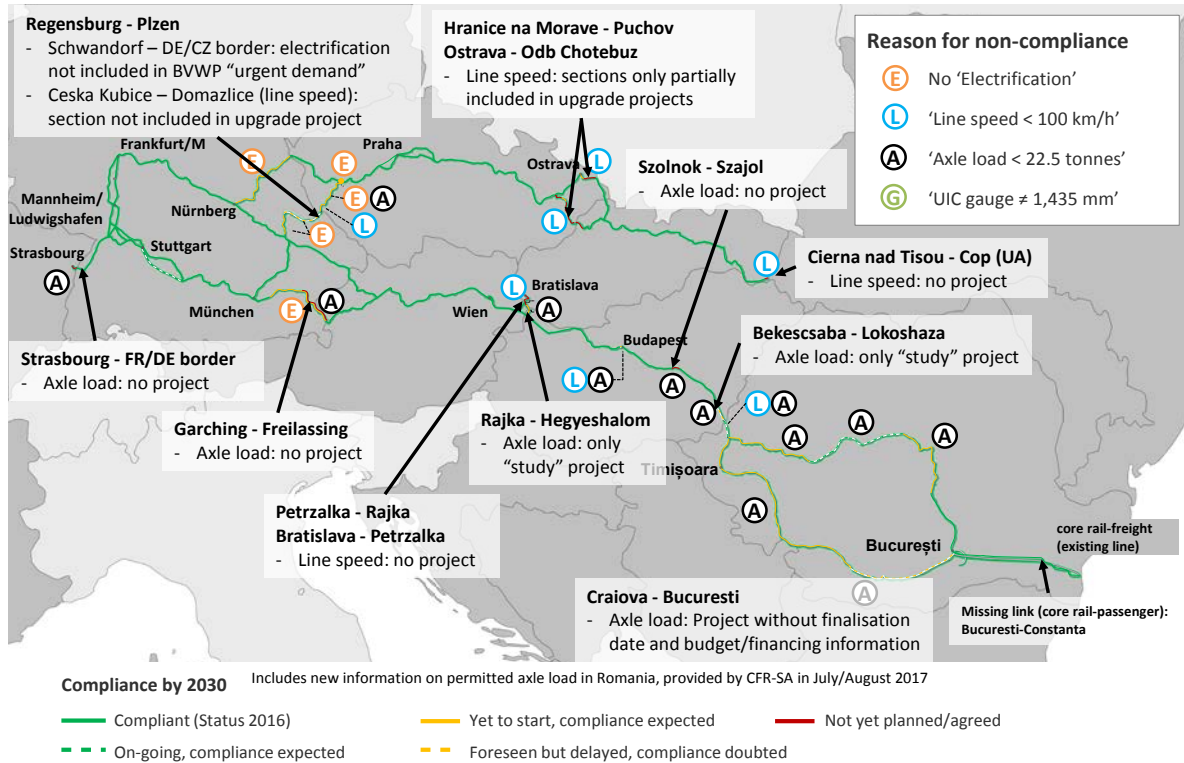 Regensburg - Plzen
- Schwandorf – DE/CZ border: electrification
not included in BVWP “urgent demand”
- Ceska Kubice – Domazlice (line speed):
section not included in upgrade project
Hranice na Morave - Puchov
Ostrava - Odb Chotebuz
- Line speed: sections only partially
included in upgrade projects
Reason for non-compliance
E No ‘Electrification’
L ‘Line speed < 100 km/h’
A ‘Axle load < 22.5 tonnes’
G ‘UIC gauge ≠ 1,435 mm’
Szolnok - Szajol
- Axle load: no project
Frankfurt/M
E
E
Praha
Ostrava
L
Mannheim/
Ludwigshafen
Nürnberg
E A
L
E
L
Strasbourg
A
Stuttgart
L
Cierna nad Tisou - Cop (UA)
- Line speed: no project
München
E
A
Wien
L
Bratislava
A
Budapest
L A
A
Bekescsaba - Lokoshaza
- Axle load: only “study” project
Strasbourg - FR/DE border
- Axle load: no project
Garching - Freilassing
- Axle load: no project
Rajka - Hegyeshalom
- Axle load: only
“study” project
A
L A
A
A
A
Timișoara
A
Petrzalka - Rajka
Bratislava - Petrzalka
- Line speed: no project
București
A
core rail-freight
(existing line)
Craiova - Bucuresti
- Axle load: Project without finalisation
date and budget/financing information
Missing link (core rail-passenger):
Bucuresti-Constanta
Compliance by 2030
Includes new information on permitted axle load in Romania, provided by CFR-SA in July/August 2017
Compliant (Status 2016)
Yet to start, compliance expected
Not yet planned/agreed
On-going, compliance expected
Foreseen but delayed, compliance doubted